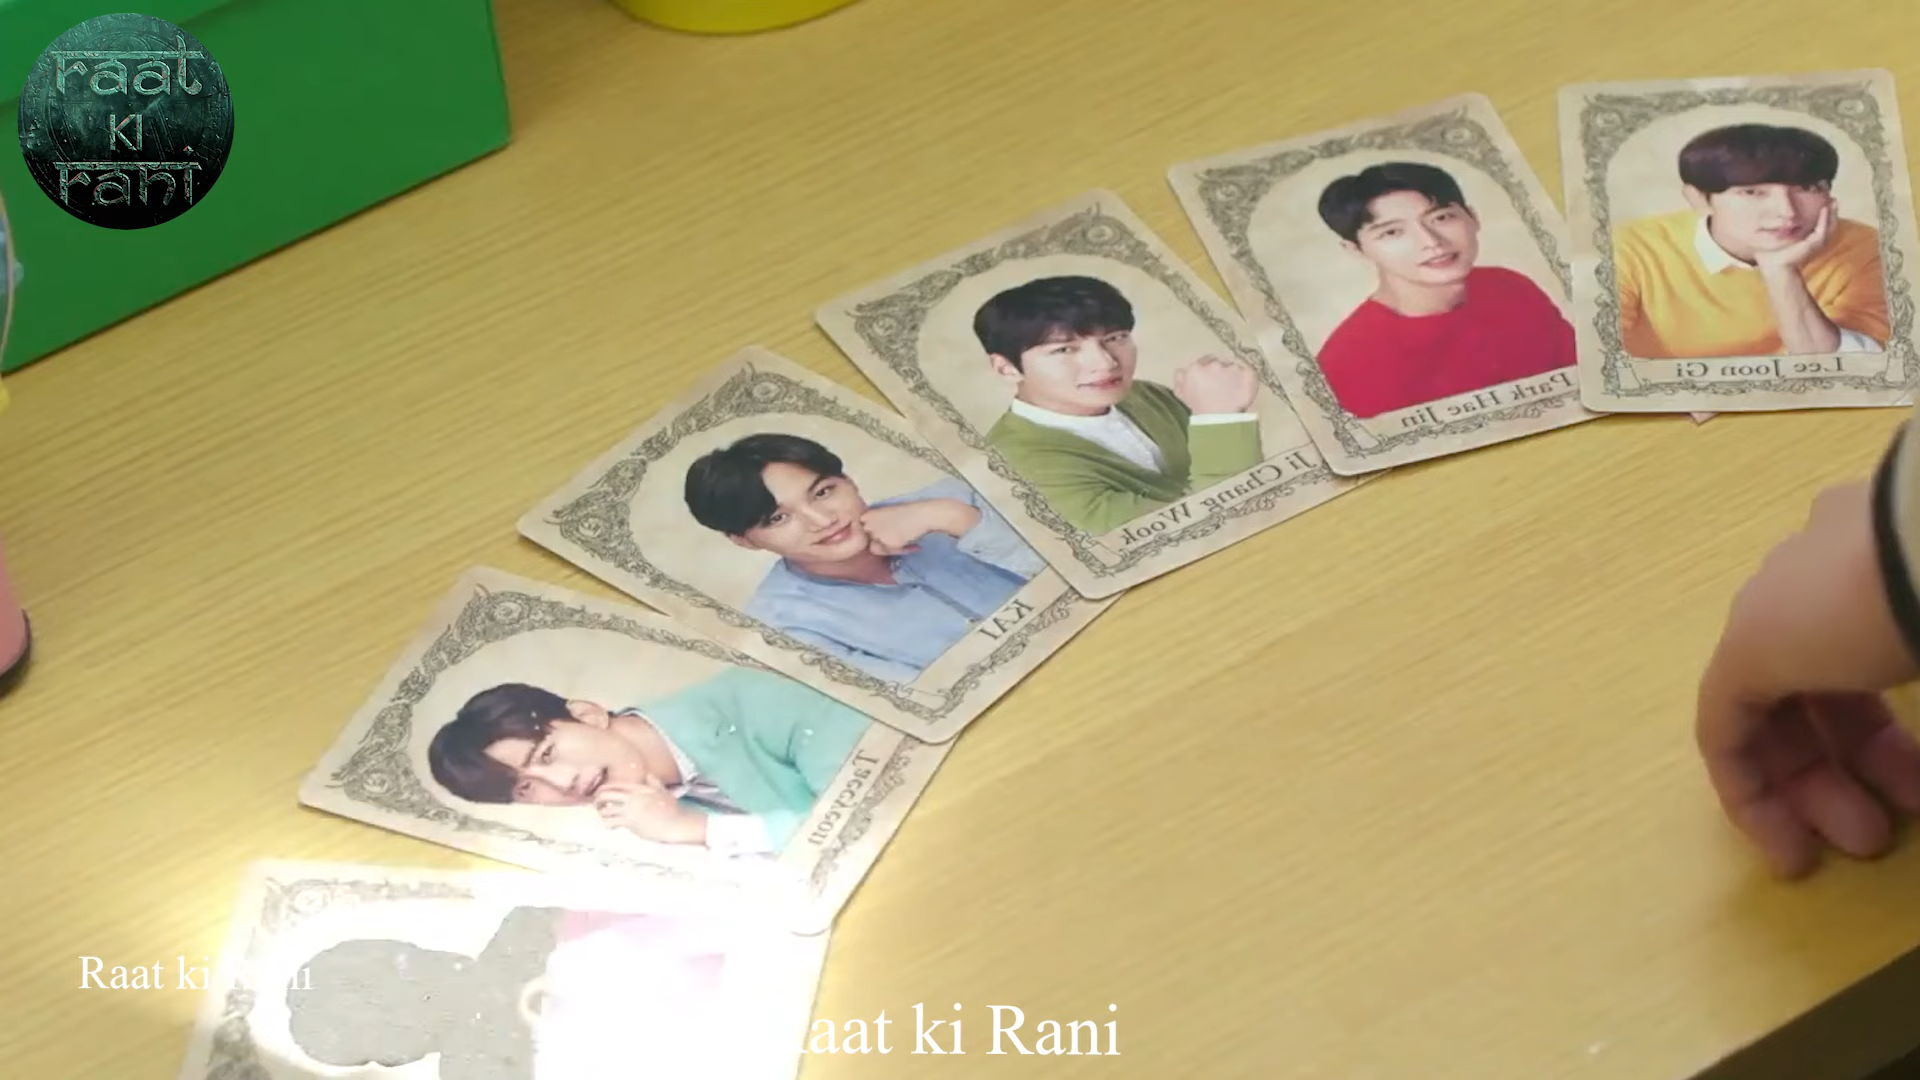 raat
KI
rani
Lee Joon Gi
Park Hae Jin
Ji Chang Wook
KAI
Taecyeon
Raat ki Rani
Raat ki Rani